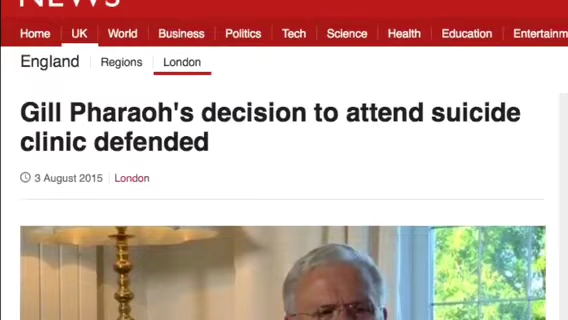 NEWS
Home UK World Business Politics Tech Science Health Education Entertainm
England Regions London
Gill Pharaoh's decision to attend suicide
clinic defended
3 August 2015 London